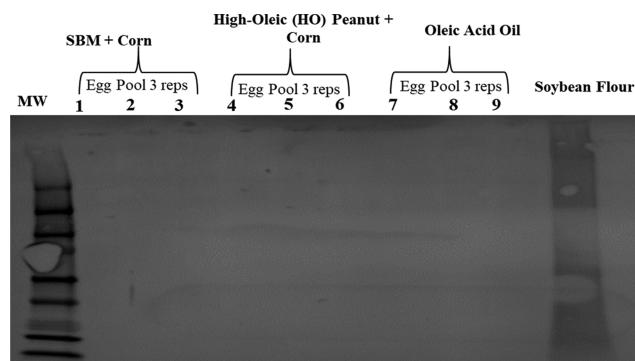 SBM + Corn
Egg Pool 3 reps
High-Oleic (HO) Peanut +
Corn
Egg Pool 3 reps
Oleic Acid Oil
Egg Pool 3 reps
MW
1 2 3 4 5 6 7 8 9
Soybean Flour